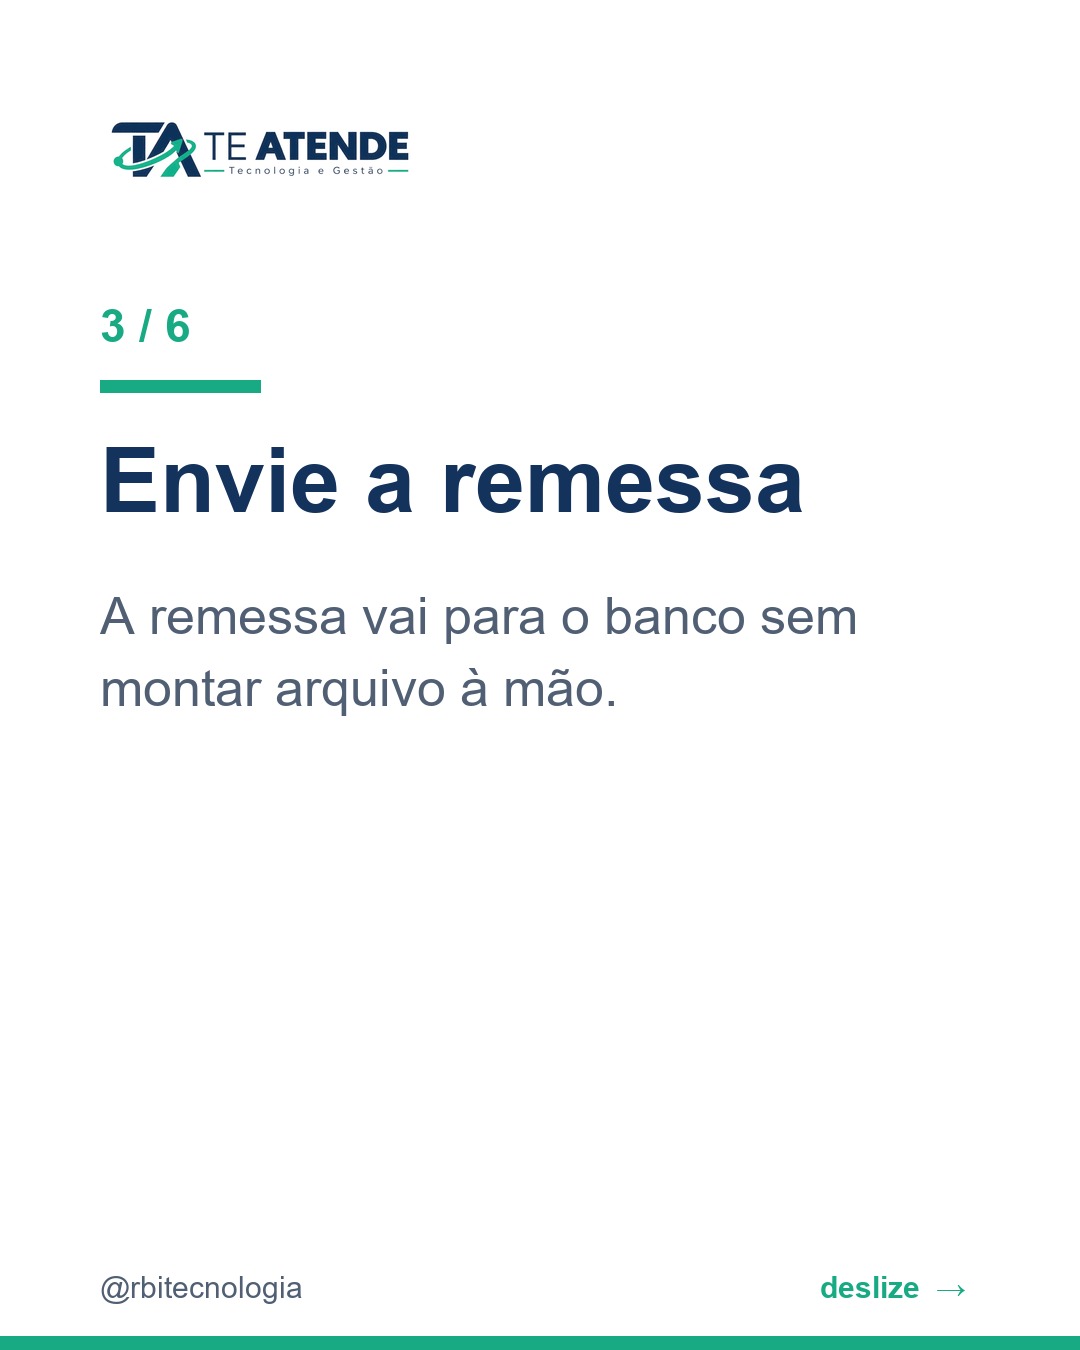 TA TE ATENDE
Tecnologia e Gestão
3 / 6
Envie a remessa
A remessa vai para o banco sem
montar arquivo à mão.
@rbitecnologia
deslize →